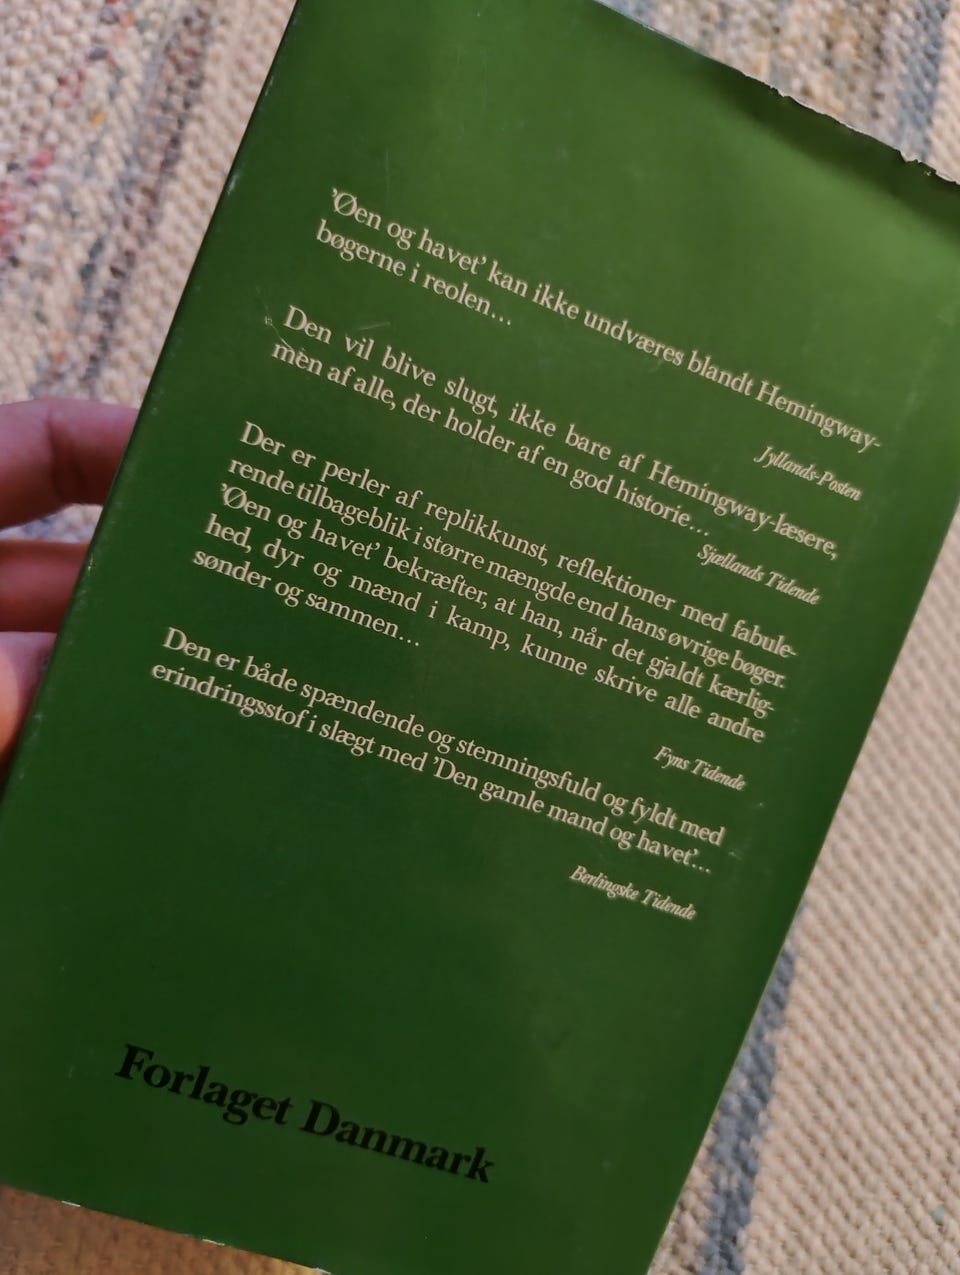 ’Øen og havet’ kan ikke undværes blandt Hemingway-
bøgerne i reolen...
Jyllands-Posten
Den vil blive slugt, ikke bare af Hemingway-læsere,
men af alle, der holder af en god historie...
Sjællands Tidende
Der er perler af replikkunst, reflektioner med fabule-
rende tilbageblik i større mængde end hans øvrige bøger.
’Øen og havet’ bekræfter, at han, når det gjaldt kærlig-
hed, dyr og mænd i kamp, kunne skrive alle andre
sønder og sammen...
Fyns Tidende
Den er både spændende og stemningsfuld og fyldt med
erindringsstof i slægt med ’Den gamle mand og havet’...
Berlingske Tidende
Forlaget Danmark